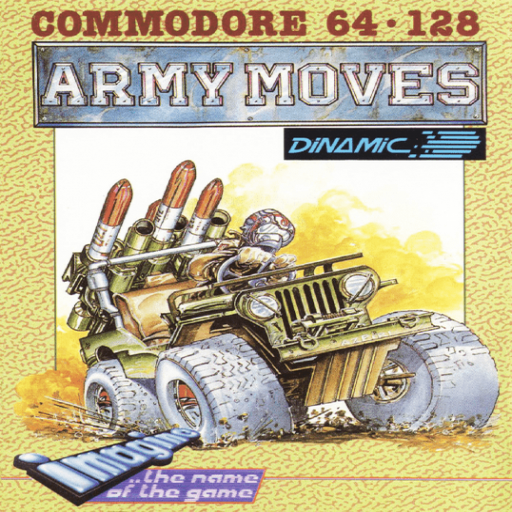 COMMODORE 64·128
ARMY MOVES
DiNAMiC
imagine
...the name
of the game